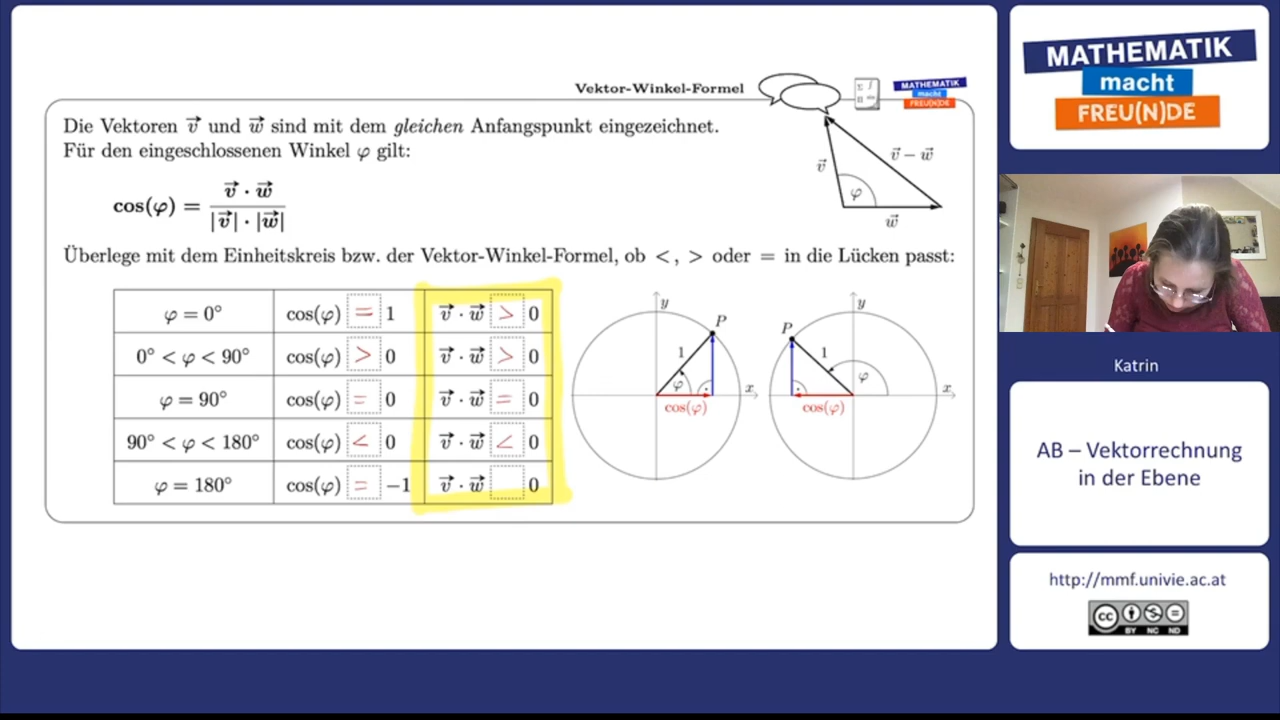 Vektor-Winkel-Formel
MATHEMATIK
macht
FREU(N)DE
Die Vektoren v⃗ und w⃗ sind mit dem gleichen Anfangspunkt eingezeichnet.
Für den eingeschlossenen Winkel φ gilt:
cos(φ) = v⃗ · w⃗ / |v⃗| · |w⃗|
v⃗
v⃗ − w⃗
φ
w⃗
Überlege mit dem Einheitskreis bzw. der Vektor-Winkel-Formel, ob <, > oder = in die Lücken passt:
φ = 0° cos(φ) = 1 v⃗ · w⃗ > 0
0° < φ < 90° cos(φ) > 0 v⃗ · w⃗ > 0
φ = 90° cos(φ) = 0 v⃗ · w⃗ = 0
90° < φ < 180° cos(φ) < 0 v⃗ · w⃗ < 0
φ = 180° cos(φ) = −1 v⃗ · w⃗ 0
y
P
1
φ
x
cos(φ)
y
P
1
φ
x
cos(φ)
MATHEMATIK
macht
FREU(N)DE
Katrin
AB – Vektorrechnung
in der Ebene
http://mmf.univie.ac.at
cc
BY NC ND